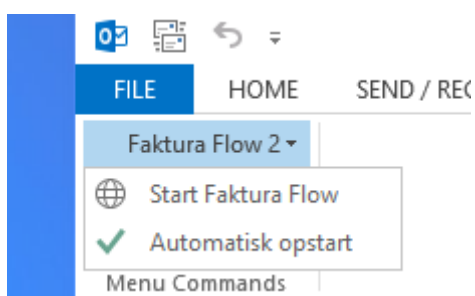 FILE HOME SEND / REC
Faktura Flow 2
Start Faktura Flow
Automatisk opstart
Menu Commands